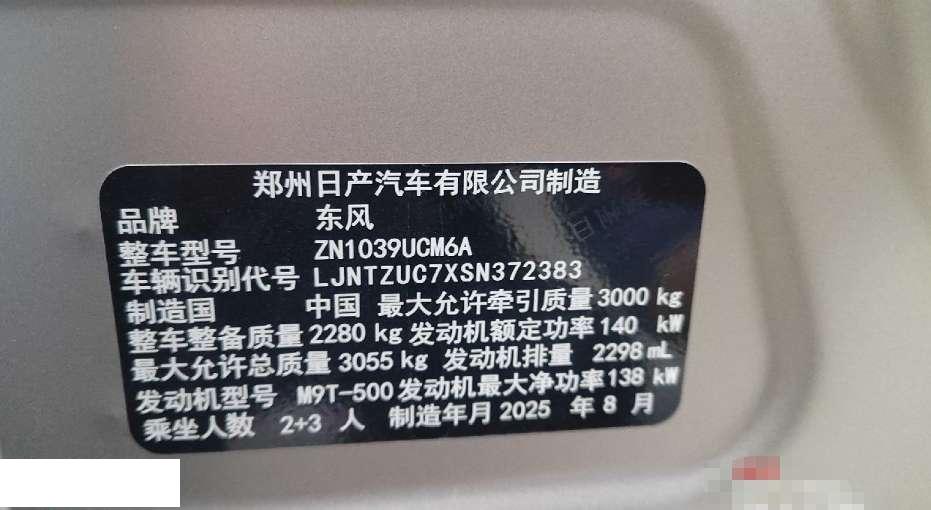 郑州日产汽车有限公司制造
品牌 东风
整车型号 ZN1039UCM6A
车辆识别代号 LJNTZUC7XSN372383
制造国 中国 最大允许牵引质量 3000 kg
整车整备质量 2280 kg 发动机额定功率 140 kW
最大允许总质量 3055 kg 发动机排量 2298 mL
发动机型号 M9T-500 发动机最大净功率 138 kW
乘坐人数 2+3 人 制造年月 2025 年 8 月